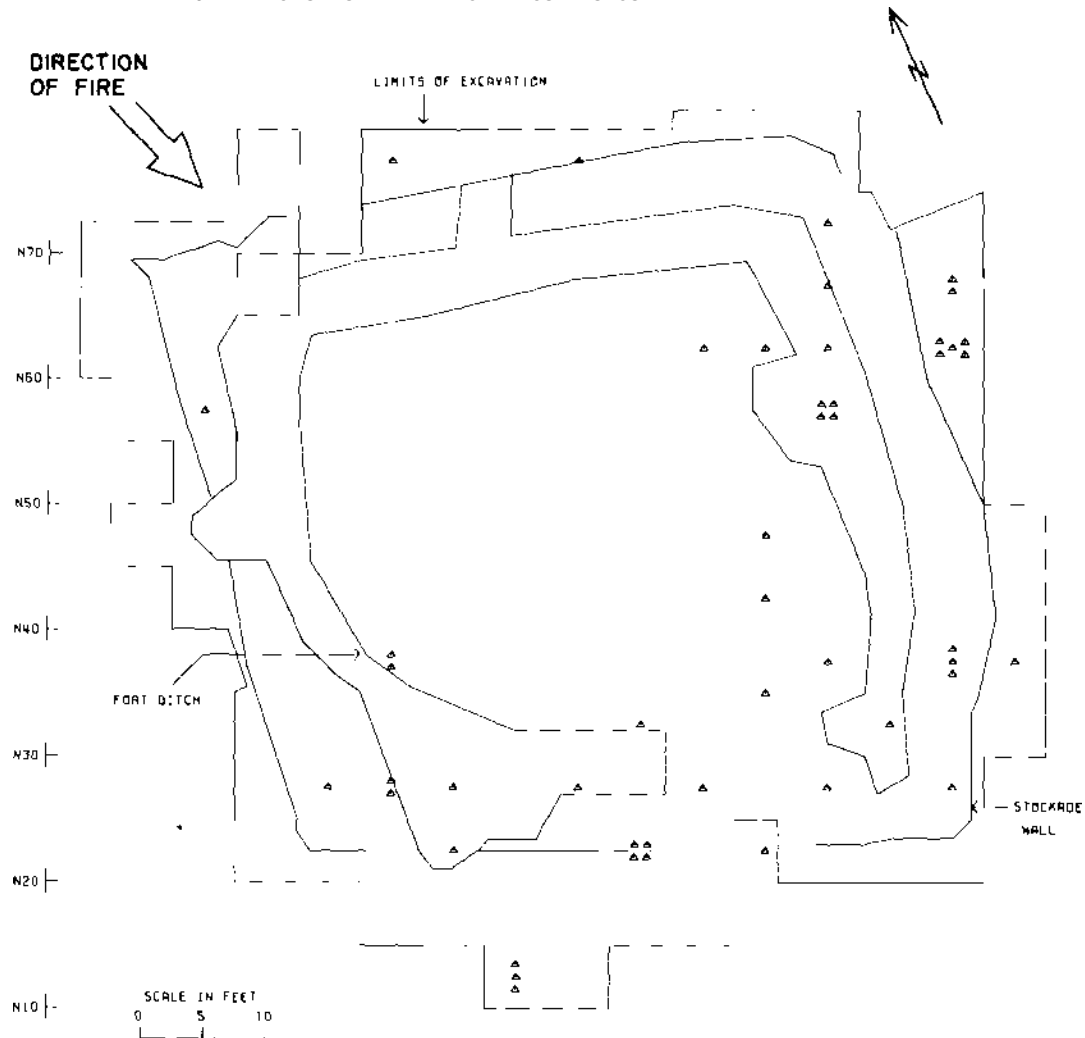 DIRECTION
OF FIRE
LIMITS OF EXCAVATION
N
N70
N60
N50
N40
FORT DITCH
N30
STOCKADE
WALL
N20
N10
SCALE IN FEET
0 5 10